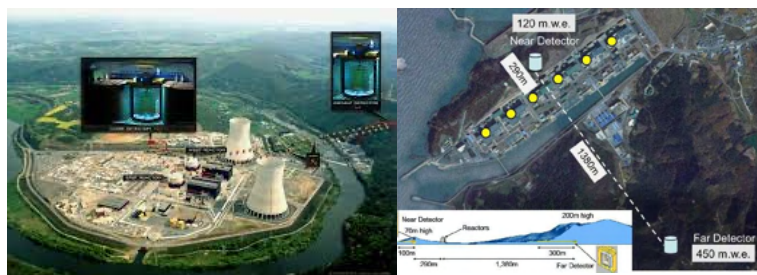 120 m.w.e.
Near Detector
290m
1380m
Far Detector
450 m.w.e.
200m high
Near Detector
70m high
Reactors
100m
300m
290m
1,380m
Far Detector